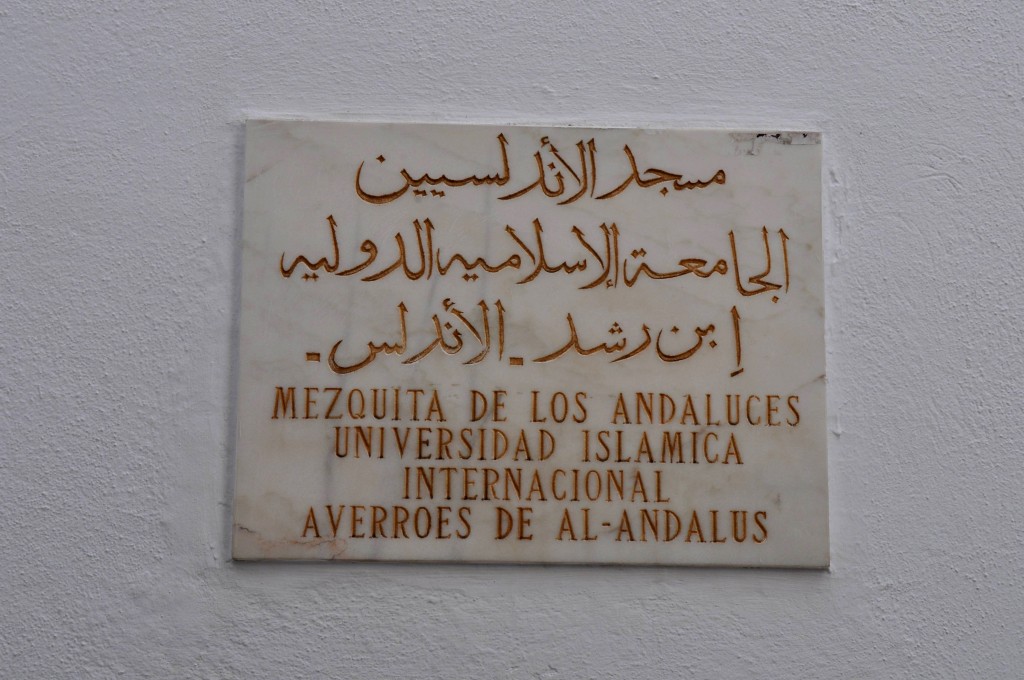 مسجد الأندلسيين
الجامعة الإسلاميه الدوليه
إبن رشد . الأندلس .
MEZQUITA DE LOS ANDALUCES
UNIVERSIDAD ISLAMICA
INTERNACIONAL
AVERROES DE AL-ANDALUS